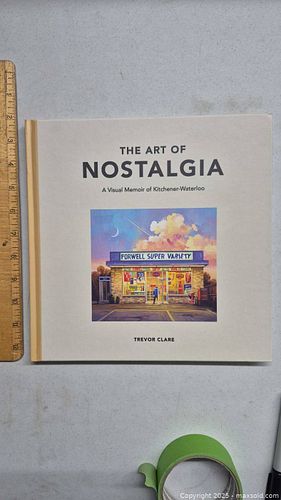 THE ART OF
NOSTALGIA
A Visual Memoir of Kitchener-Waterloo
FORWELL SUPER VARIETY
TREVOR CLARE
Copyright 2025 - maxsold.com